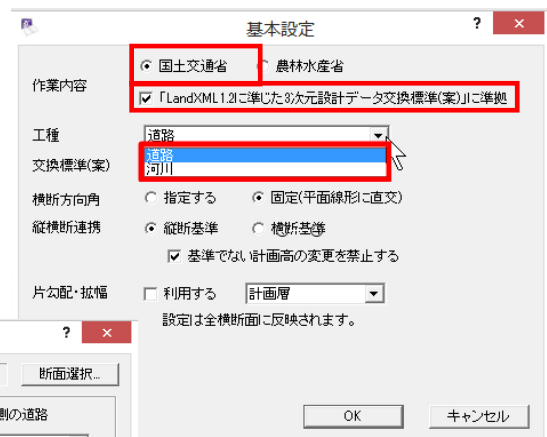 基本設定
? ×
国土交通省 農林水産省
作業内容
「LandXML1.2に準じた3次元設計データ交換標準(案)」に準拠
工種 道路
道路
河川
交換標準(案)
横断方向角 指定する 固定(平面線形に直交)
縦横断連携 縦断基準 横断基準
基準でない計画高の変更を禁止する
片勾配・拡幅 利用する 計画層
設定は全横断面に反映されます。
? ×
断面選択...
側の道路
OK キャンセル